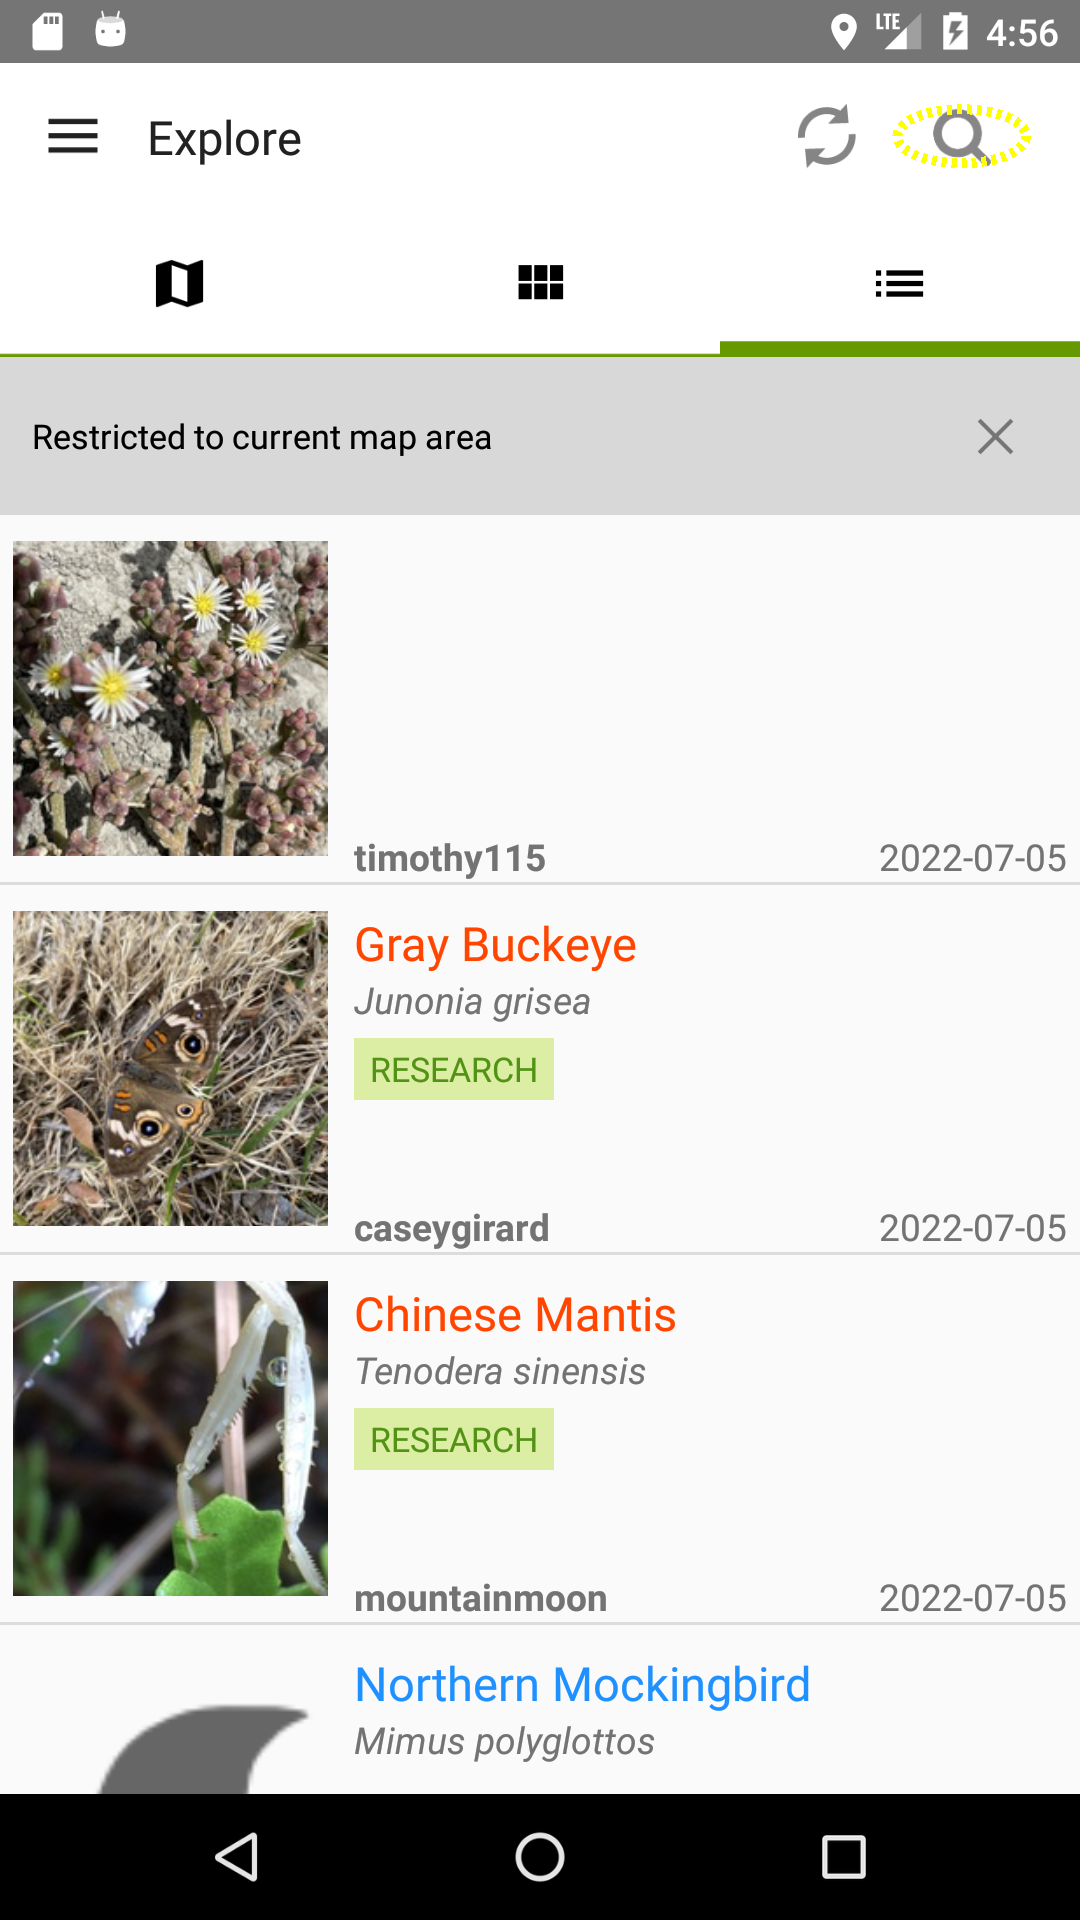 LTE 4:56
Explore
Restricted to current map area
timothy115 2022-07-05
Gray Buckeye
Junonia grisea
RESEARCH
caseygirard 2022-07-05
Chinese Mantis
Tenodera sinensis
RESEARCH
mountainmoon 2022-07-05
Northern Mockingbird
Mimus polyglottos